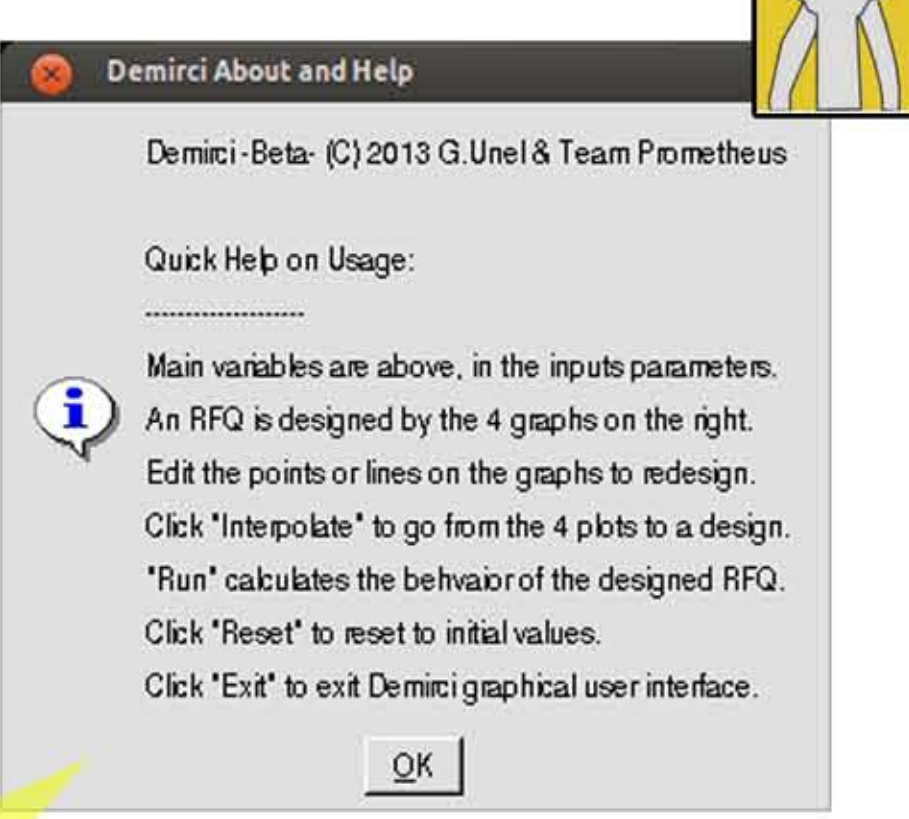 Demirci About and Help
Demirci -Beta- (C) 2013 G.Unel & Team Prometheus
Quick Help on Usage:
--------------------
Main variables are above, in the inputs parameters.
An RFQ is designed by the 4 graphs on the right.
Edit the points or lines on the graphs to redesign.
Click "Interpolate" to go from the 4 plots to a design.
"Run" calculates the behvaior of the designed RFQ.
Click "Reset" to reset to initial values.
Click "Exit" to exit Demirci graphical user interface.
OK